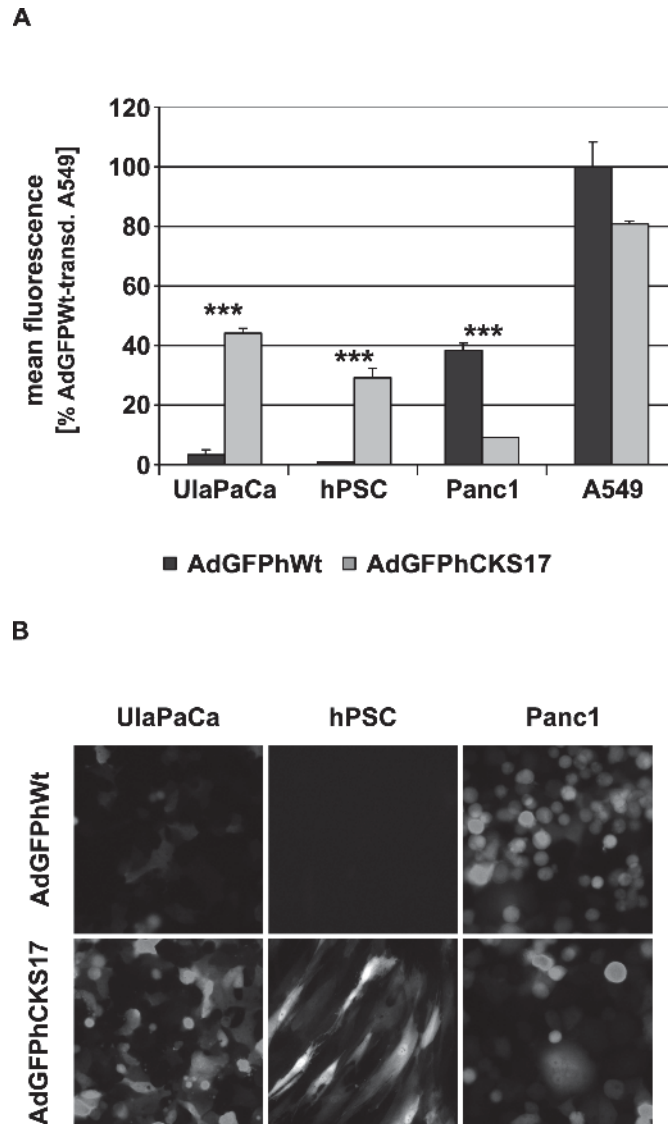 A
mean fluorescence
[% AdGFPWt-transd. A549]
120
100
80
60
40
20
0
***
***
***
UlaPaCa hPSC Panc1 A549
AdGFPhWt AdGFPhCKS17
B
UlaPaCa hPSC Panc1
AdGFPhWt
AdGFPhCKS17